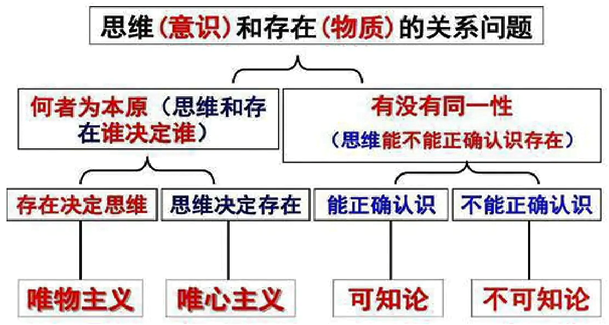 思维(意识)和存在(物质)的关系问题
何者为本原（思维和存
在谁决定谁）
有没有同一性
（思维能不能正确认识存在）
存在决定思维
思维决定存在
能正确认识
不能正确认识
唯物主义
唯心主义
可知论
不可知论